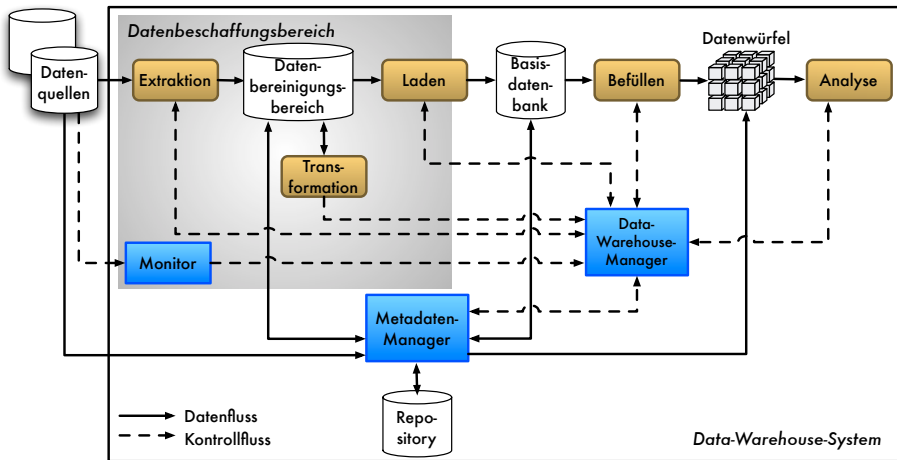 Datenbeschaffungsbereich
Daten-
quellen
Extraktion
Daten-
bereinigungs-
bereich
Laden
Basis-
daten-
bank
Befüllen
Datenwürfel
Analyse
Trans-
formation
Monitor
Data-
Warehouse-
Manager
Metadaten-
Manager
Repo-
sitory
Datenfluss
Kontrollfluss
Data-Warehouse-System